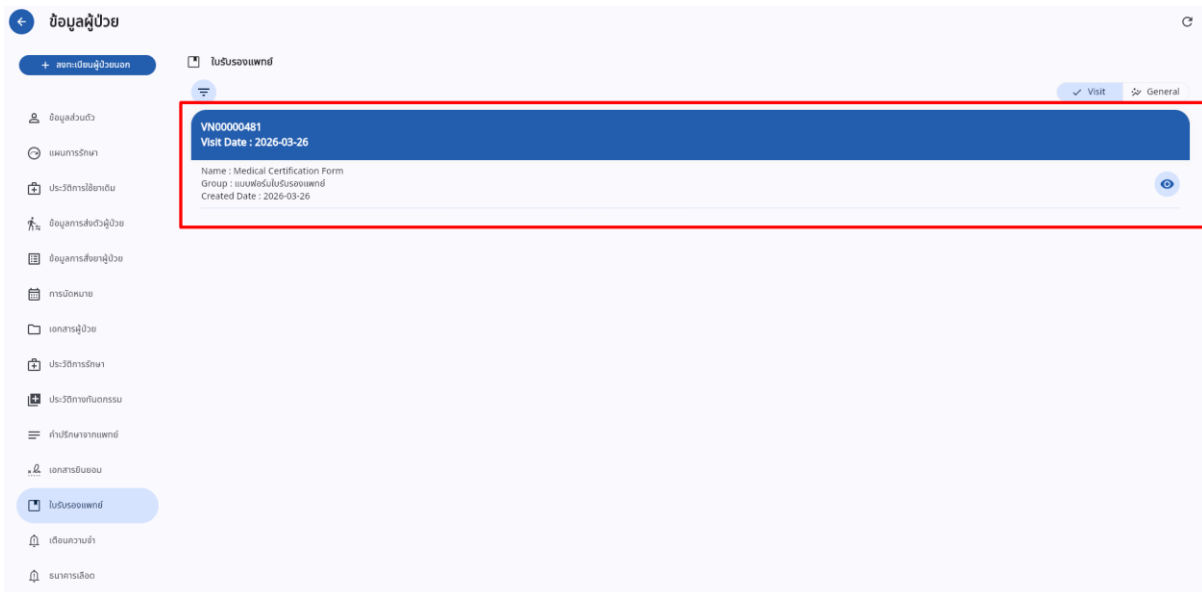 ข้อมูลผู้ป่วย
+ ลงทะเบียนผู้ป่วยนอก
ใบรับรองแพทย์
Visit
General
VN00000481
Visit Date : 2026-03-26
Name : Medical Certification Form
Group : แบบฟอร์มใบรับรองแพทย์
Created Date : 2026-03-26
ข้อมูลส่วนตัว
แผนการรักษา
ประวัติการใช้ยาเดิม
ข้อมูลการส่งตัวผู้ป่วย
ข้อมูลการสั่งยาผู้ป่วย
การนัดหมาย
เอกสารผู้ป่วย
ประวัติการรักษา
ประวัติทางทันตกรรม
คำปรึกษาจากแพทย์
เอกสารยินยอม
ใบรับรองแพทย์
เตือนความจำ
ธนาคารเลือด